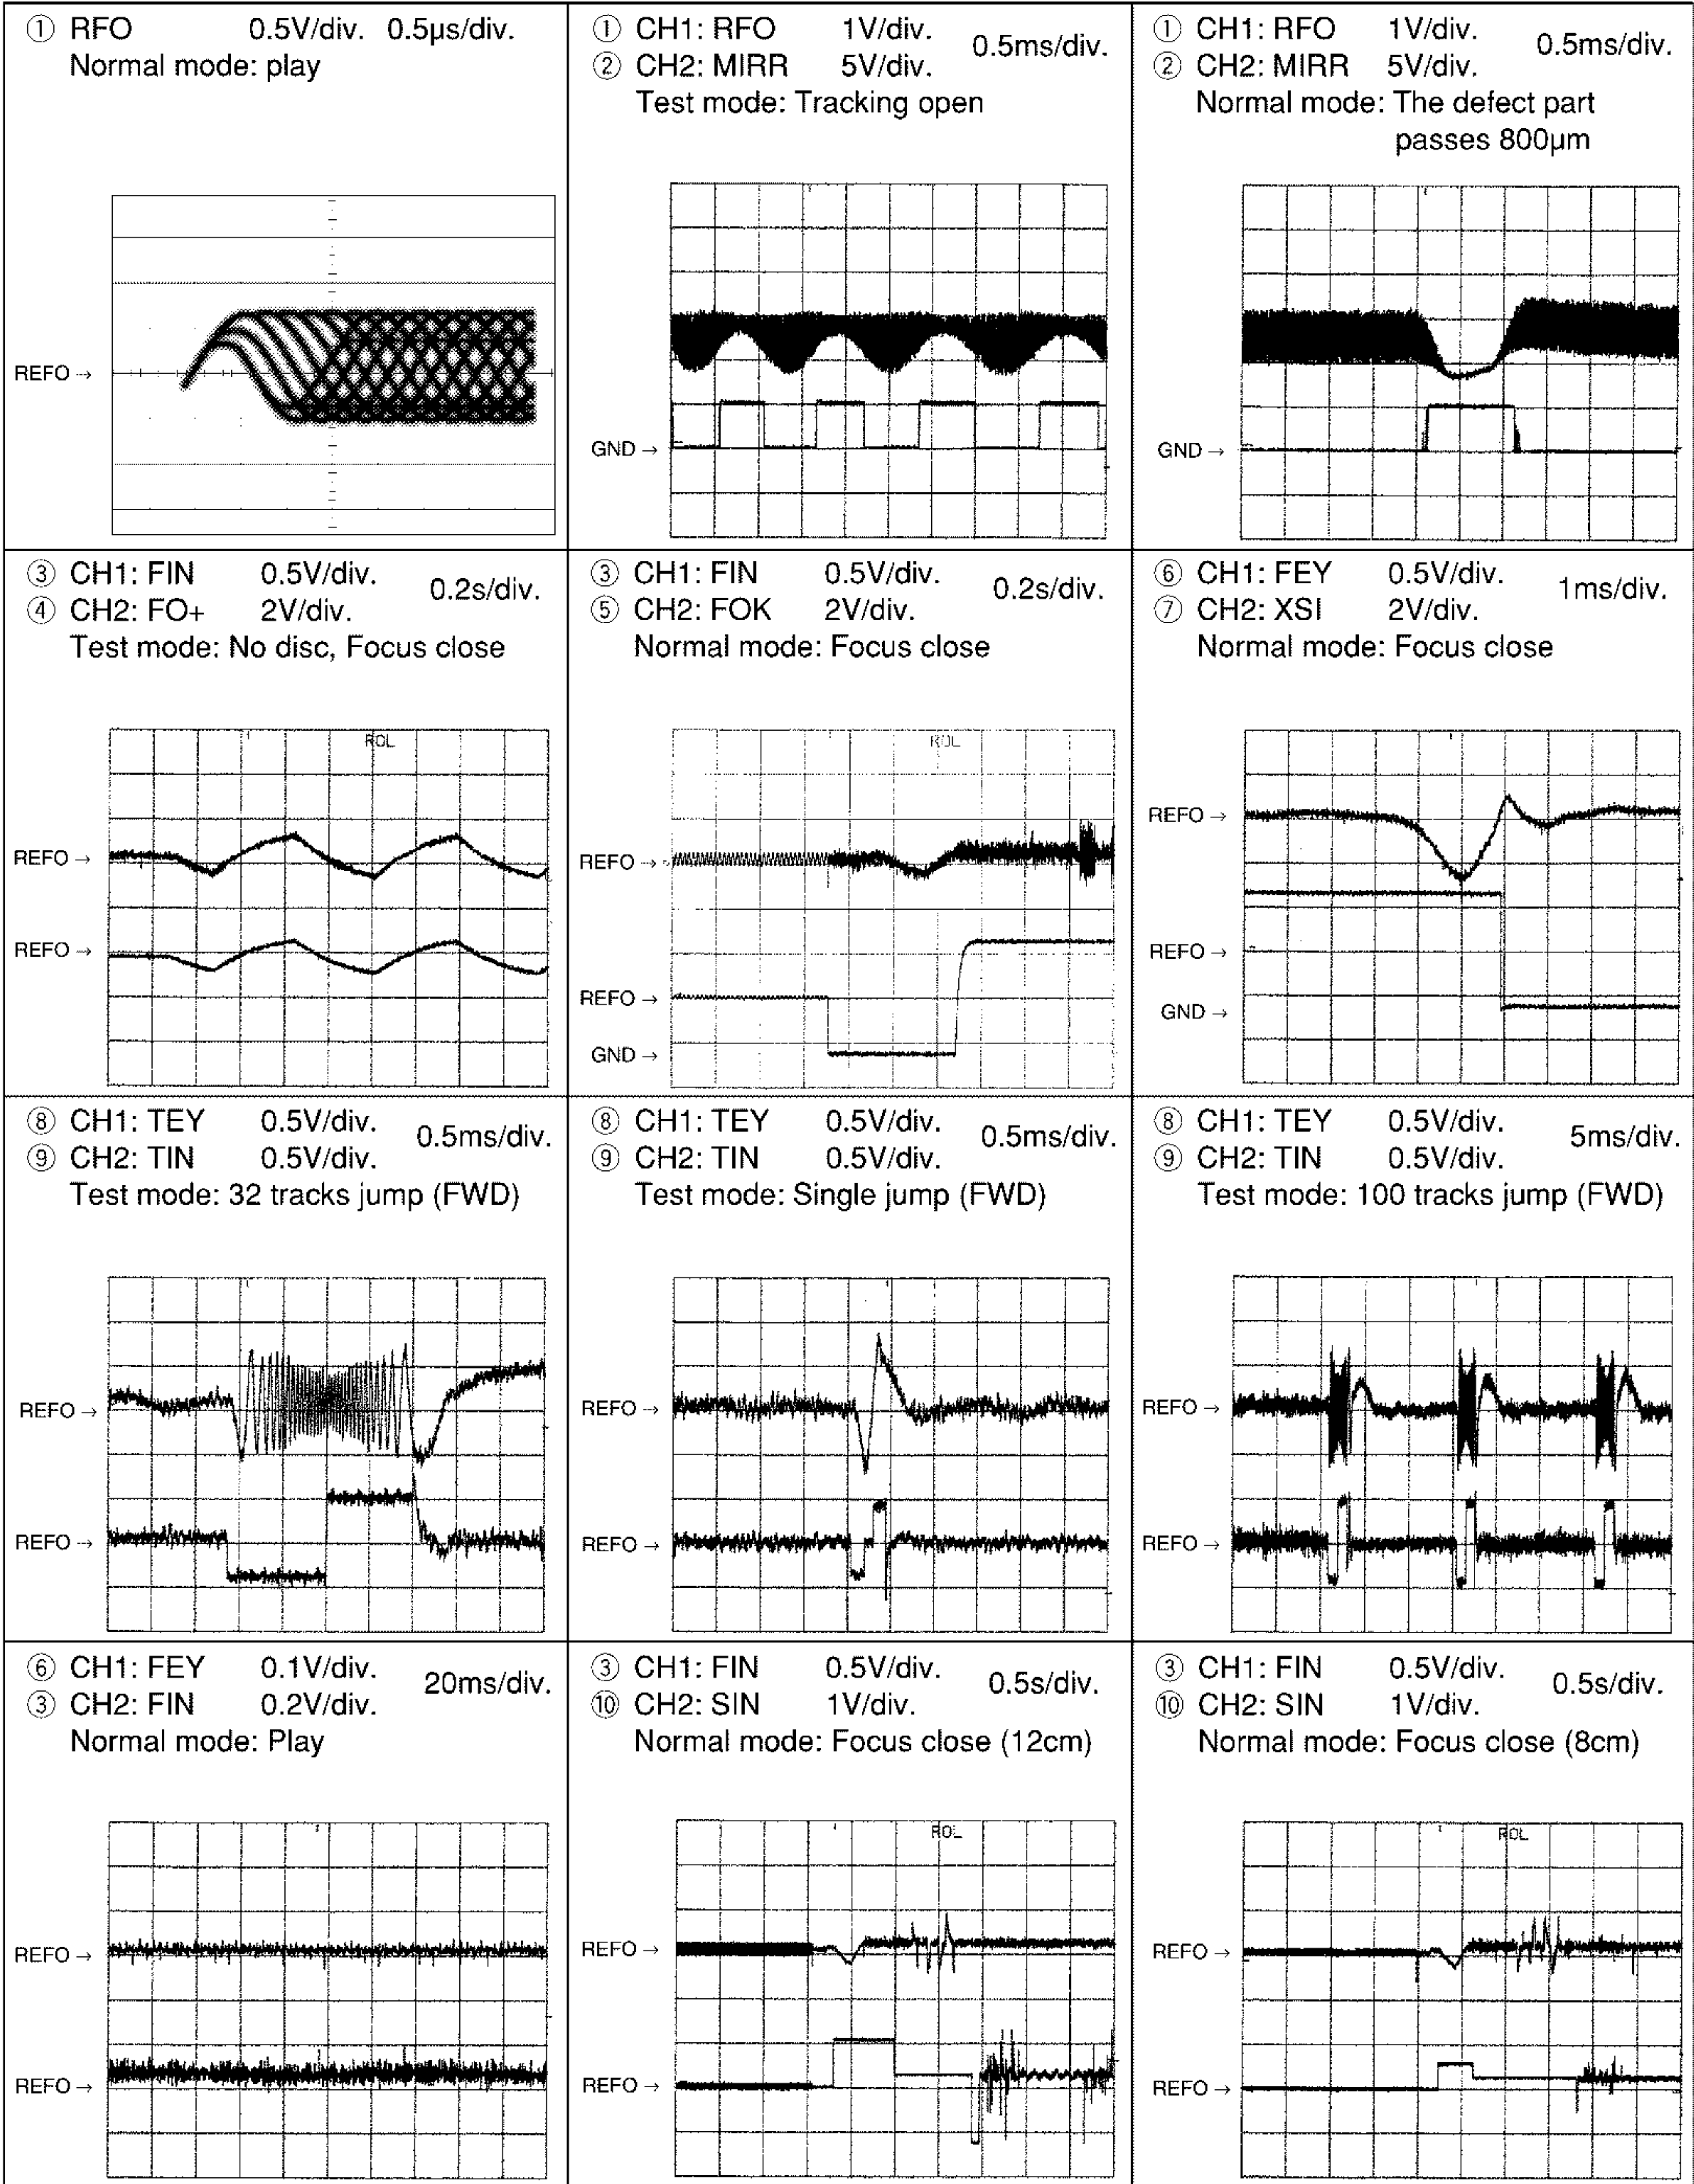 ① RFO 0.5V/div. 0.5µs/div.
Normal mode: play
REFO →
① CH1: RFO 1V/div. 0.5ms/div.
② CH2: MIRR 5V/div.
Test mode: Tracking open
GND →
① CH1: RFO 1V/div. 0.5ms/div.
② CH2: MIRR 5V/div.
Normal mode: The defect part
passes 800µm
GND →
③ CH1: FIN 0.5V/div. 0.2s/div.
④ CH2: FO+ 2V/div.
Test mode: No disc, Focus close
ROL
REFO →
REFO →
③ CH1: FIN 0.5V/div. 0.2s/div.
⑤ CH2: FOK 2V/div.
Normal mode: Focus close
ROL
REFO →
REFO →
GND →
⑥ CH1: FEY 0.5V/div. 1ms/div.
⑦ CH2: XSI 2V/div.
Normal mode: Focus close
REFO →
REFO →
GND →
⑧ CH1: TEY 0.5V/div. 0.5ms/div.
⑨ CH2: TIN 0.5V/div.
Test mode: 32 tracks jump (FWD)
REFO →
REFO →
⑧ CH1: TEY 0.5V/div. 0.5ms/div.
⑨ CH2: TIN 0.5V/div.
Test mode: Single jump (FWD)
REFO →
REFO →
⑧ CH1: TEY 0.5V/div. 5ms/div.
⑨ CH2: TIN 0.5V/div.
Test mode: 100 tracks jump (FWD)
REFO →
REFO →
⑥ CH1: FEY 0.1V/div. 20ms/div.
③ CH2: FIN 0.2V/div.
Normal mode: Play
REFO →
REFO →
③ CH1: FIN 0.5V/div. 0.5s/div.
⑩ CH2: SIN 1V/div.
Normal mode: Focus close (12cm)
ROL
REFO →
REFO →
③ CH1: FIN 0.5V/div. 0.5s/div.
⑩ CH2: SIN 1V/div.
Normal mode: Focus close (8cm)
ROL
REFO →
REFO →